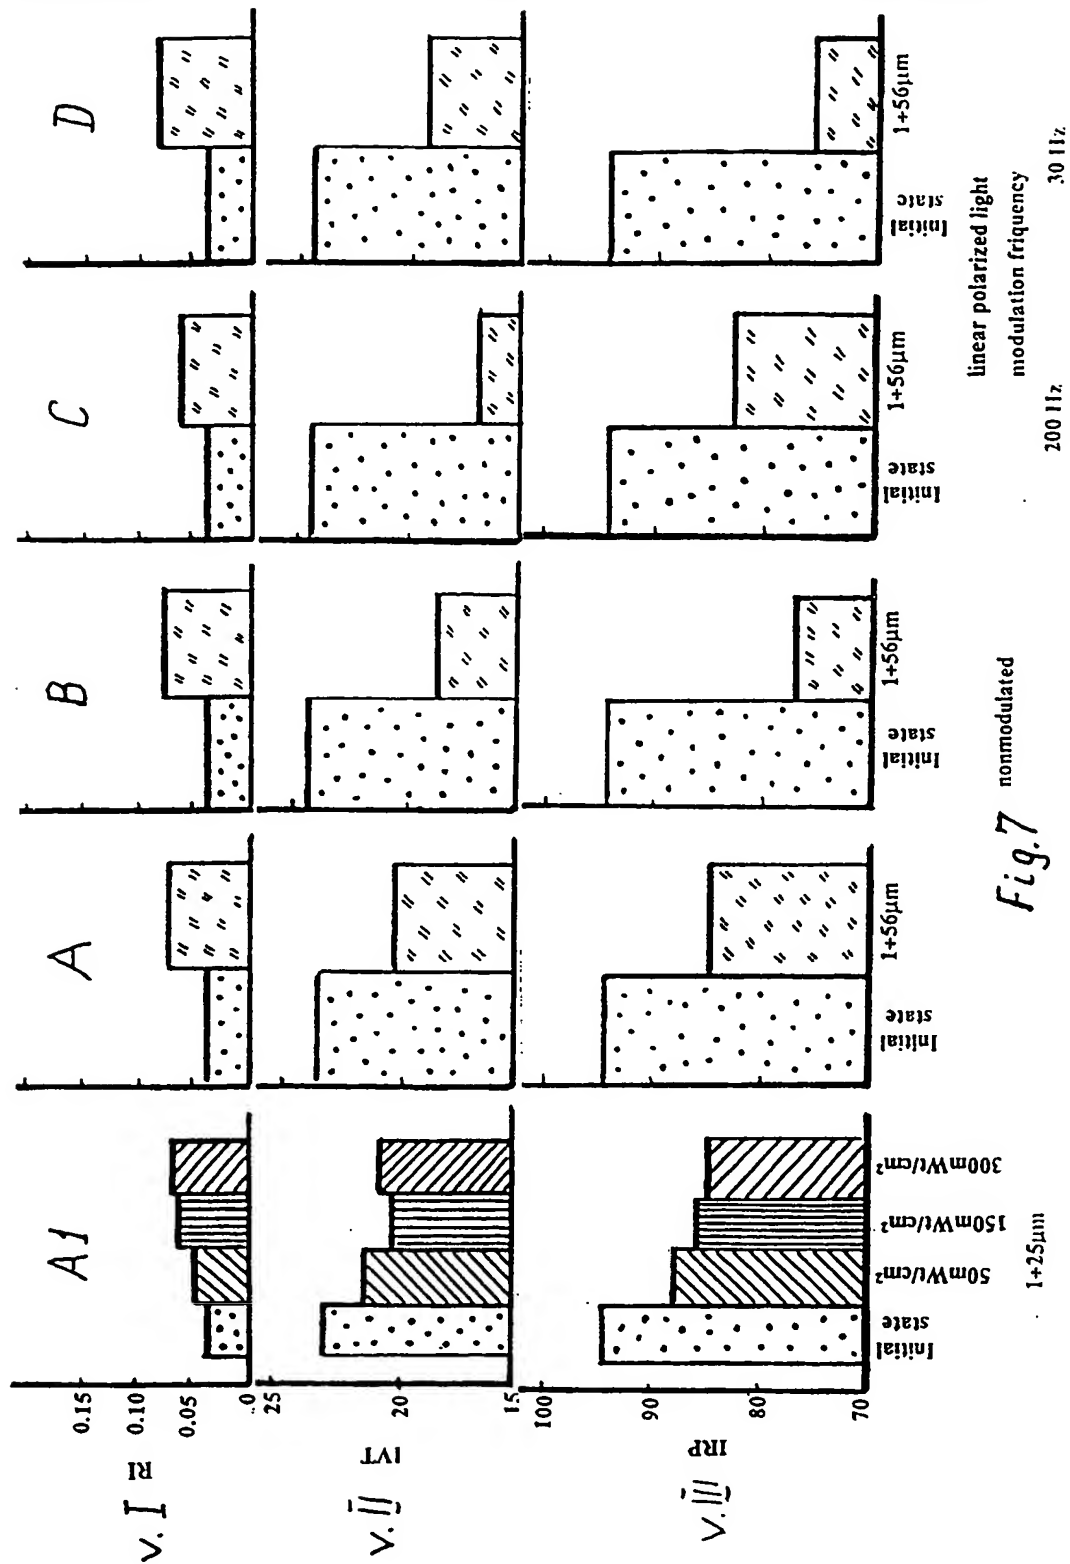 A1
A
B
C
D
v. I
RI
0.15
0.10
0.05
.0
v. II
IVT
25
20
15
v. III
IRP
100
90
80
70
Initial
state
50mWt/cm²
150mWt/cm²
300mWt/cm²
1+25µm
Initial
state
1+56µm
Initial
state
1+56µm
Initial
state
1+56µm
Initial
state
1+56µm
nonmodulated
linear polarized light
modulation friquency
200 Hz
30 Hz
Fig.7